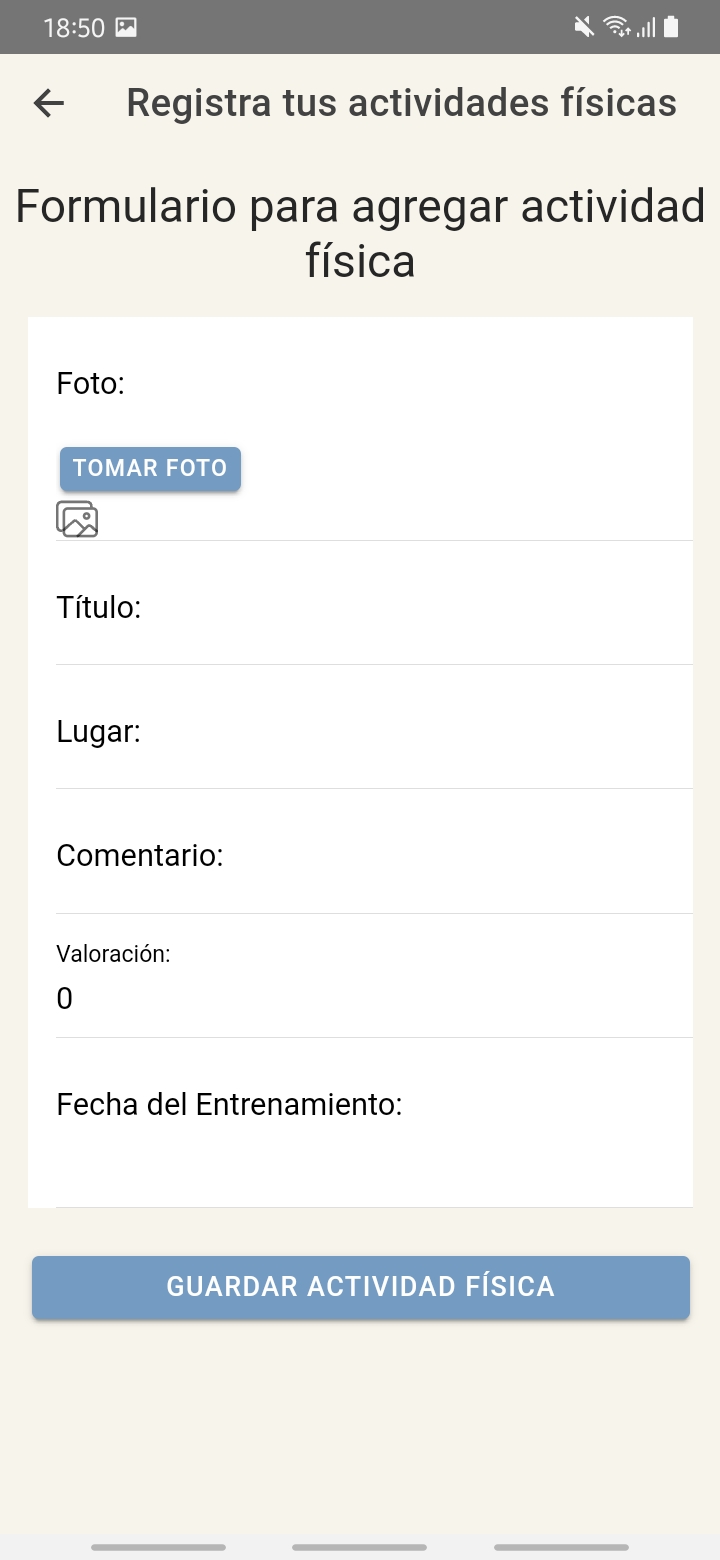 18:50
Registra tus actividades físicas
Formulario para agregar actividad
física
Foto:
TOMAR FOTO
Título:
Lugar:
Comentario:
Valoración:
0
Fecha del Entrenamiento:
GUARDAR ACTIVIDAD FÍSICA